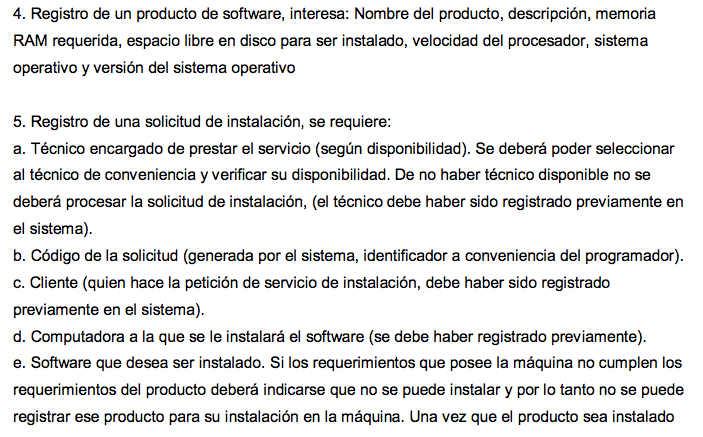 4. Registro de un producto de software, interesa: Nombre del producto, descripción, memoria
RAM requerida, espacio libre en disco para ser instalado, velocidad del procesador, sistema
operativo y versión del sistema operativo
5. Registro de una solicitud de instalación, se requiere:
a. Técnico encargado de prestar el servicio (según disponibilidad). Se deberá poder seleccionar
al técnico de conveniencia y verificar su disponibilidad. De no haber técnico disponible no se
deberá procesar la solicitud de instalación, (el técnico debe haber sido registrado previamente en
el sistema).
b. Código de la solicitud (generada por el sistema, identificador a conveniencia del programador).
c. Cliente (quien hace la petición de servicio de instalación, debe haber sido registrado
previamente en el sistema).
d. Computadora a la que se le instalará el software (se debe haber registrado previamente).
e. Software que desea ser instalado. Si los requerimientos que posee la máquina no cumplen los
requerimientos del producto deberá indicarse que no se puede instalar y por lo tanto no se puede
registrar ese producto para su instalación en la máquina. Una vez que el producto sea instalado